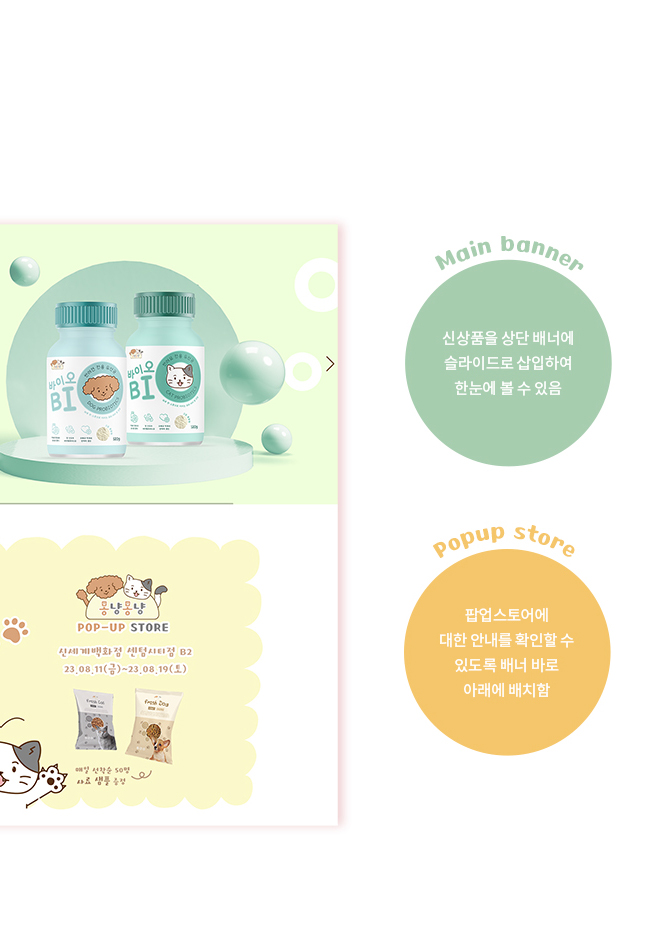 Main banner
신상품을 상단 배너에
슬라이드로 삽입하여
한눈에 볼 수 있음
바이오
BI
DOG PROBIOTICS
바이오
BI
CAT PROBIOTICS
Popup store
팝업스토어에
대한 안내를 확인할 수
있도록 배너 바로
아래에 배치함
몽냥몽냥
POP-UP STORE
신세계백화점 센텀시티점 B2
23.08.11(금)~23.08.19(토)
Fresh Cat
Fresh Dog
매일 선착순 50명
사료 샘플 증정